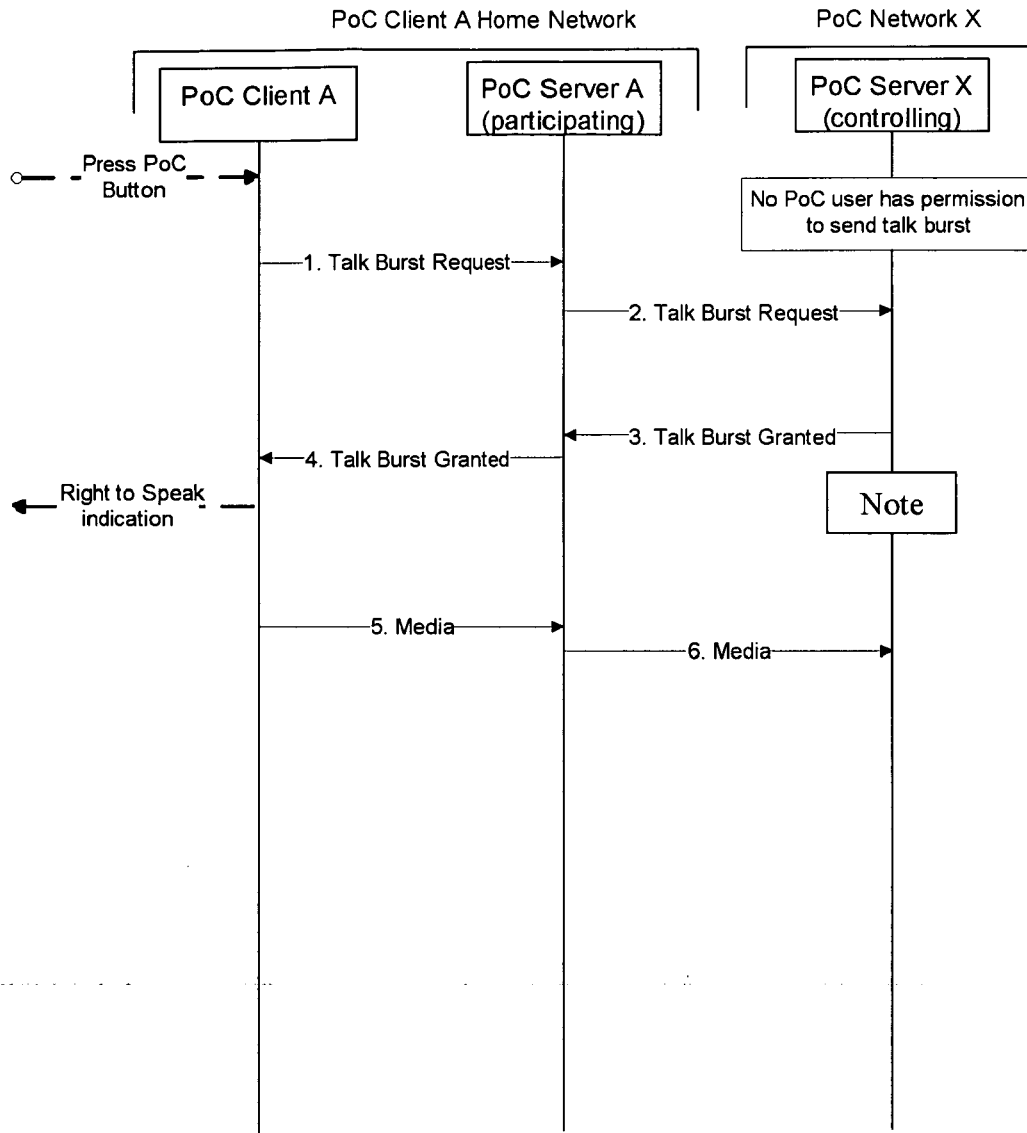 PoC Client A Home Network
PoC Network X
PoC Client A
PoC Server A
(participating)
PoC Server X
(controlling)
Press PoC
Button
No PoC user has permission
to send talk burst
1. Talk Burst Request
2. Talk Burst Request
3. Talk Burst Granted
4. Talk Burst Granted
Right to Speak
indication
Note
5. Media
6. Media